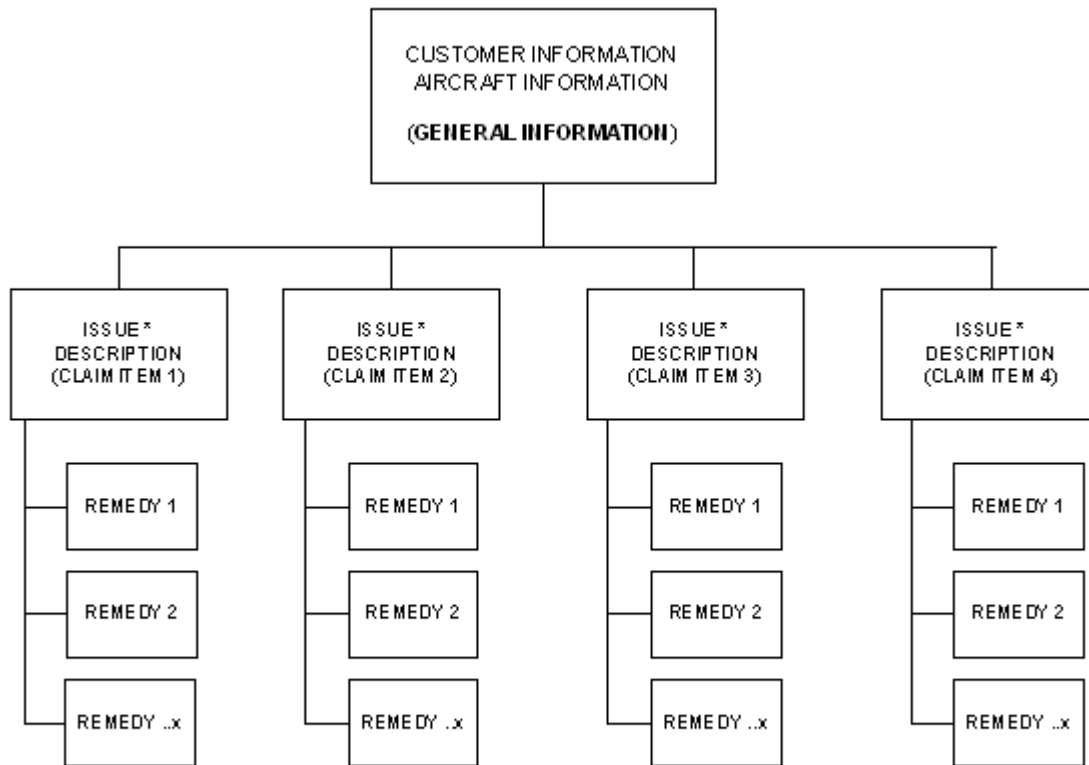 CUSTOMER INFORMATION
AIRCRAFT INFORMATION
(GENERAL INFORMATION)
ISSUE*
DESCRIPTION
(CLAIM ITEM 1)
ISSUE*
DESCRIPTION
(CLAIM ITEM 2)
ISSUE*
DESCRIPTION
(CLAIM ITEM 3)
ISSUE*
DESCRIPTION
(CLAIM ITEM 4)
REMEDY 1
REMEDY 1
REMEDY 1
REMEDY 1
REMEDY 2
REMEDY 2
REMEDY 2
REMEDY 2
REMEDY ..x
REMEDY ..x
REMEDY ..x
REMEDY ..x